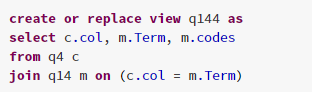 create or replace view q144 as
select c.col, m.Term, m.codes
from q4 c
join q14 m on (c.col = m.Term)